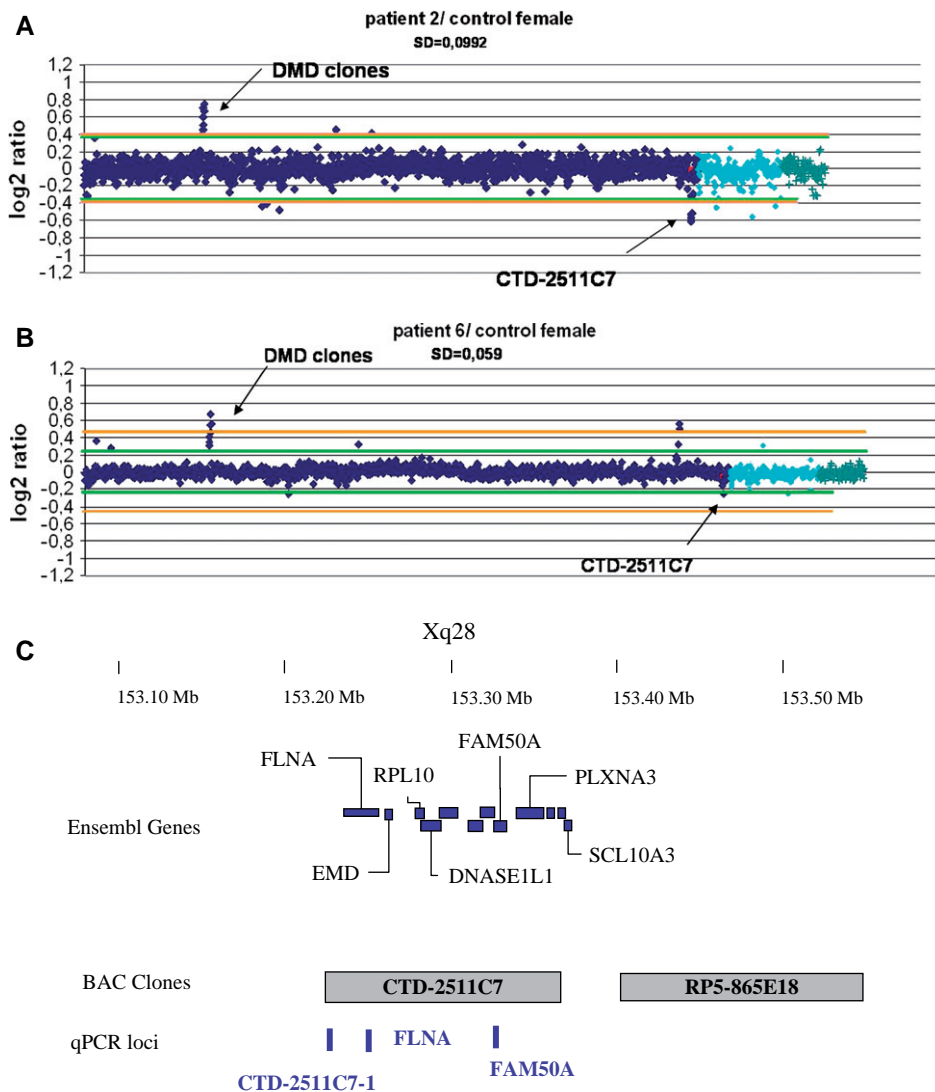 A
patient 2/ control female
SD=0,0992
log2 ratio
1,2
1
0,8
0,6
0,4
0,2
0
-0,2
-0,4
-0,6
-0,8
-1
-1,2
DMD clones
CTD-2511C7
B
patient 6/ control female
SD=0,059
log2 ratio
1,2
1
0,8
0,6
0,4
0,2
0
-0,2
-0,4
-0,6
-0,8
-1
-1,2
DMD clones
CTD-2511C7
C
Xq28
153.10 Mb 153.20 Mb 153.30 Mb 153.40 Mb 153.50 Mb
FAM50A
FLNA
RPL10
PLXNA3
Ensembl Genes
EMD
DNASE1L1
SCL10A3
BAC Clones
CTD-2511C7
RP5-865E18
qPCR loci
FLNA
CTD-2511C7-1
FAM50A